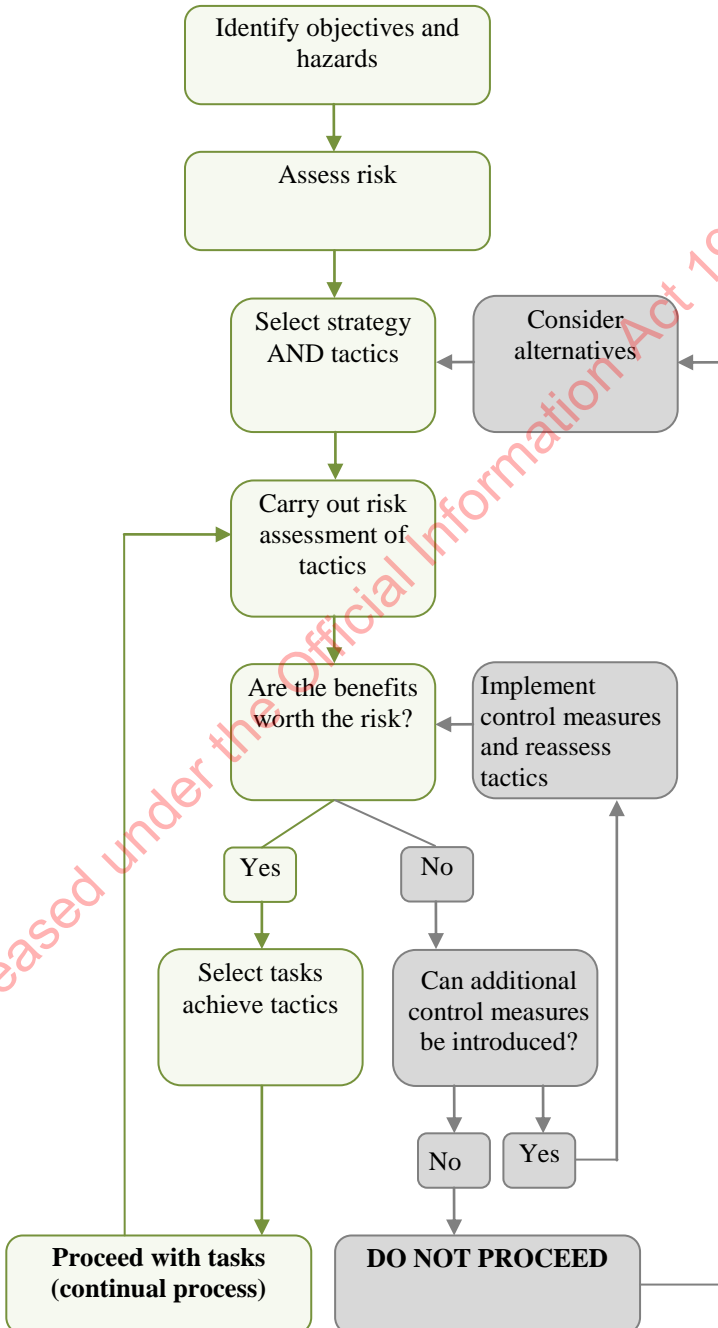 Identify objectives and
hazards
Assess risk
Select strategy
AND tactics
Consider
alternatives
Carry out risk
assessment of
tactics
Are the benefits
worth the risk?
Implement
control measures
and reassess
tactics
Yes
No
Select tasks
achieve tactics
Can additional
control measures
be introduced?
No
Yes
Proceed with tasks
(continual process)
DO NOT PROCEED
eased under the Official Information Act 19